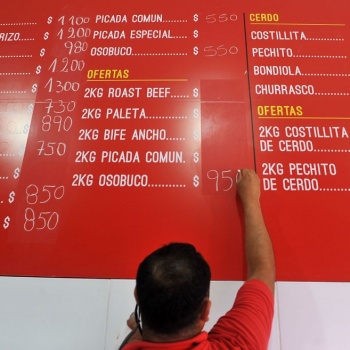 $ 1100
RIZO... $ 1200
$ 980
$ 1200
$ 1300
$ 730
$ 890
$ 750
$
$ 850
$ 850
PICADA COMUN.... $ 550
PICADA ESPECIAL.... $
OSOBUCO............ $ 550
OFERTAS
2KG ROAST BEEF...... $
2KG PALETA............ $
2KG BIFE ANCHO....... $
2KG PICADA COMUN. $
2KG OSOBUCO.......... $ 950
CERDO
COSTILLITA..............
PECHITO..............
BONDIOLA..............
CHURRASCO..............
OFERTAS
2KG COSTILLITA
DE CERDO............
2KG PECHITO
DE CERDO............